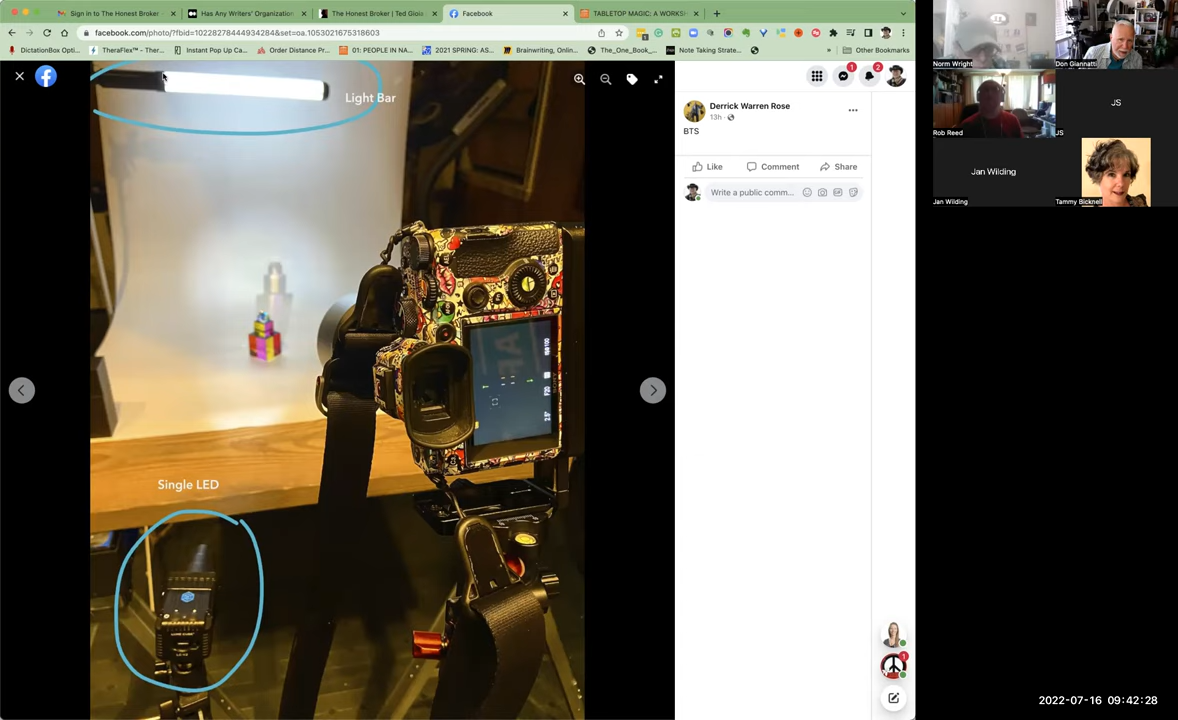 Sign in to The Honest Broker
Has Any Writers' Organization
The Honest Broker | Ted Gioia
Facebook
TABLETOP MAGIC: A WORKSH
facebook.com/photo/?fbid=10228278444934284&set=oa.1053021675318603
DictationBox Opti...
TheraFlex™ – Ther...
Instant Pop Up Ca...
Order Distance Pr...
01: PEOPLE IN NA...
2021 SPRING: AS...
Brainwriting, Onlin...
The_One_Book_...
Note Taking Strate...
Other Bookmarks
Light Bar
Single LED
1
2
Derrick Warren Rose
13h
BTS
Like
Comment
Share
Write a public comm...
GIF
1
Norm Wright
Don Giannatti
Rob Reed
JS
JS
Jan Wilding
Jan Wilding
Tammy Bicknell
2022-07-16 09:42:28